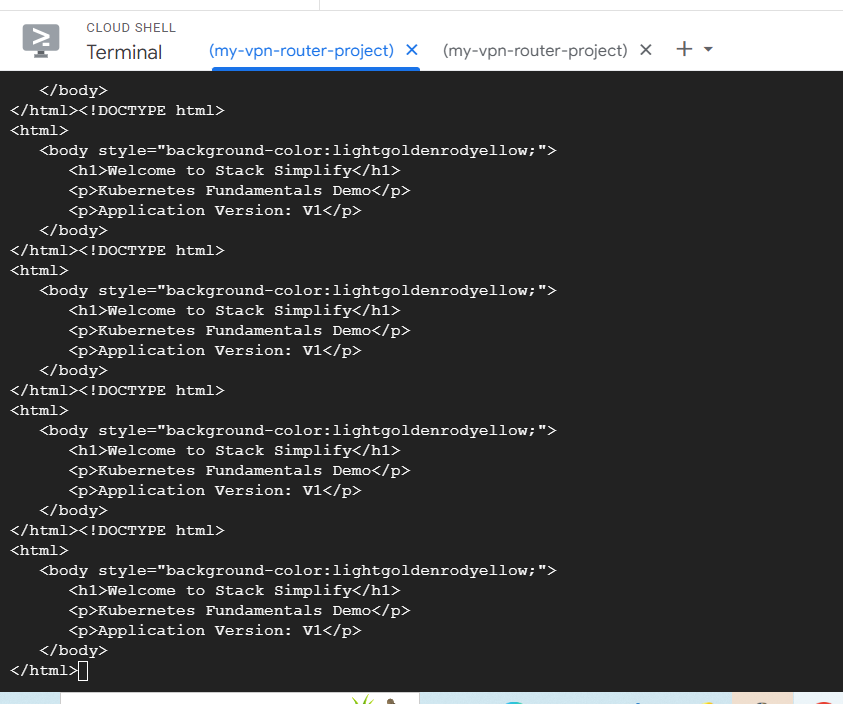 CLOUD SHELL
Terminal
(my-vpn-router-project)
(my-vpn-router-project)
</body>
</html><!DOCTYPE html>
<html>
<body style="background-color:lightgoldenrodyellow;">
<h1>Welcome to Stack Simplify</h1>
<p>Kubernetes Fundamentals Demo</p>
<p>Application Version: V1</p>
</body>
</html><!DOCTYPE html>
<html>
<body style="background-color:lightgoldenrodyellow;">
<h1>Welcome to Stack Simplify</h1>
<p>Kubernetes Fundamentals Demo</p>
<p>Application Version: V1</p>
</body>
</html><!DOCTYPE html>
<html>
<body style="background-color:lightgoldenrodyellow;">
<h1>Welcome to Stack Simplify</h1>
<p>Kubernetes Fundamentals Demo</p>
<p>Application Version: V1</p>
</body>
</html><!DOCTYPE html>
<html>
<body style="background-color:lightgoldenrodyellow;">
<h1>Welcome to Stack Simplify</h1>
<p>Kubernetes Fundamentals Demo</p>
<p>Application Version: V1</p>
</body>
</html>